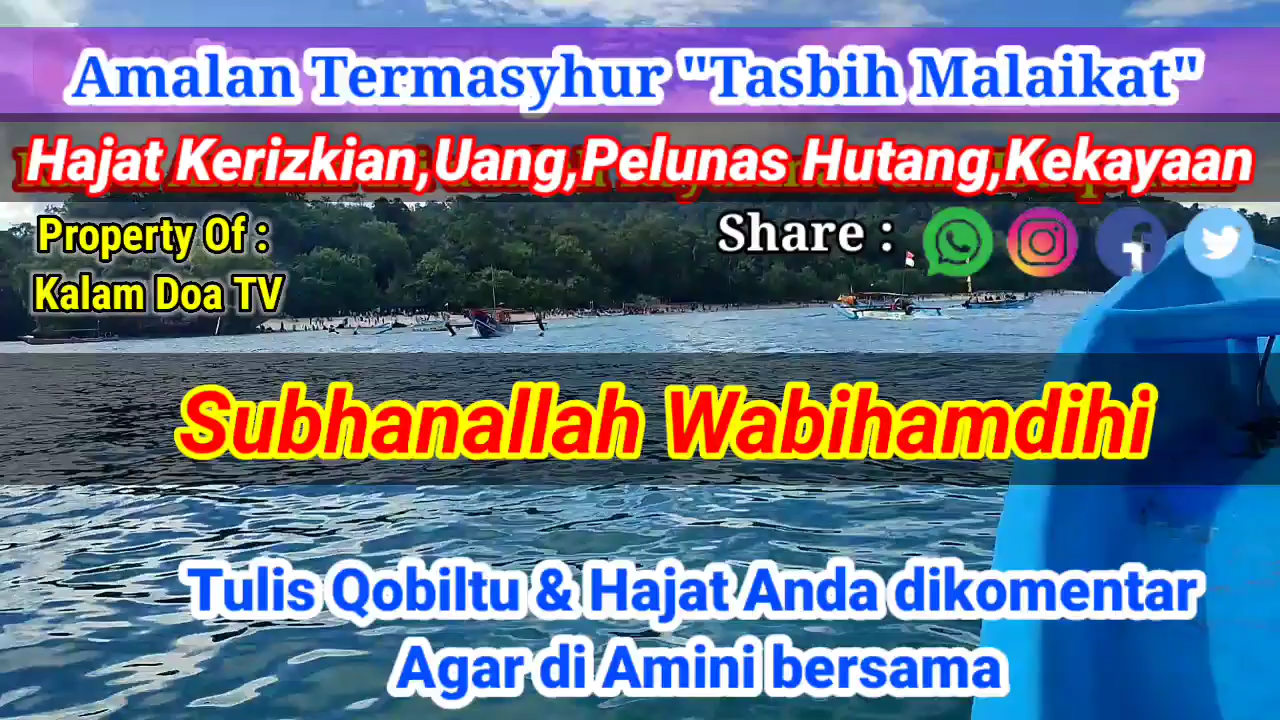 Amalan Termasyhur "Tasbih Malaikat"
Hajat Kerizkian,Uang,Pelunas Hutang,Kekayaan
Property Of :
Kalam Doa TV
Share :
Subhanallah Wabihamdihi
Tulis Qobiltu & Hajat Anda dikomentar
Agar di Amini bersama